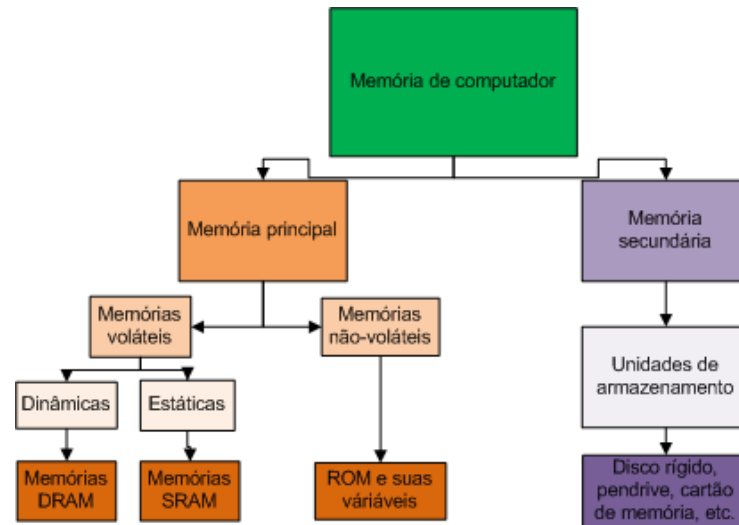 Memória de computador
Memória principal
Memória
secundária
Memórias
voláteis
Memórias
não-voláteis
Unidades de
armazenamento
Dinâmicas
Estáticas
Memórias
DRAM
Memórias
SRAM
ROM e suas
váriáveis
Disco rígido,
pendrive, cartão
de memória, etc.